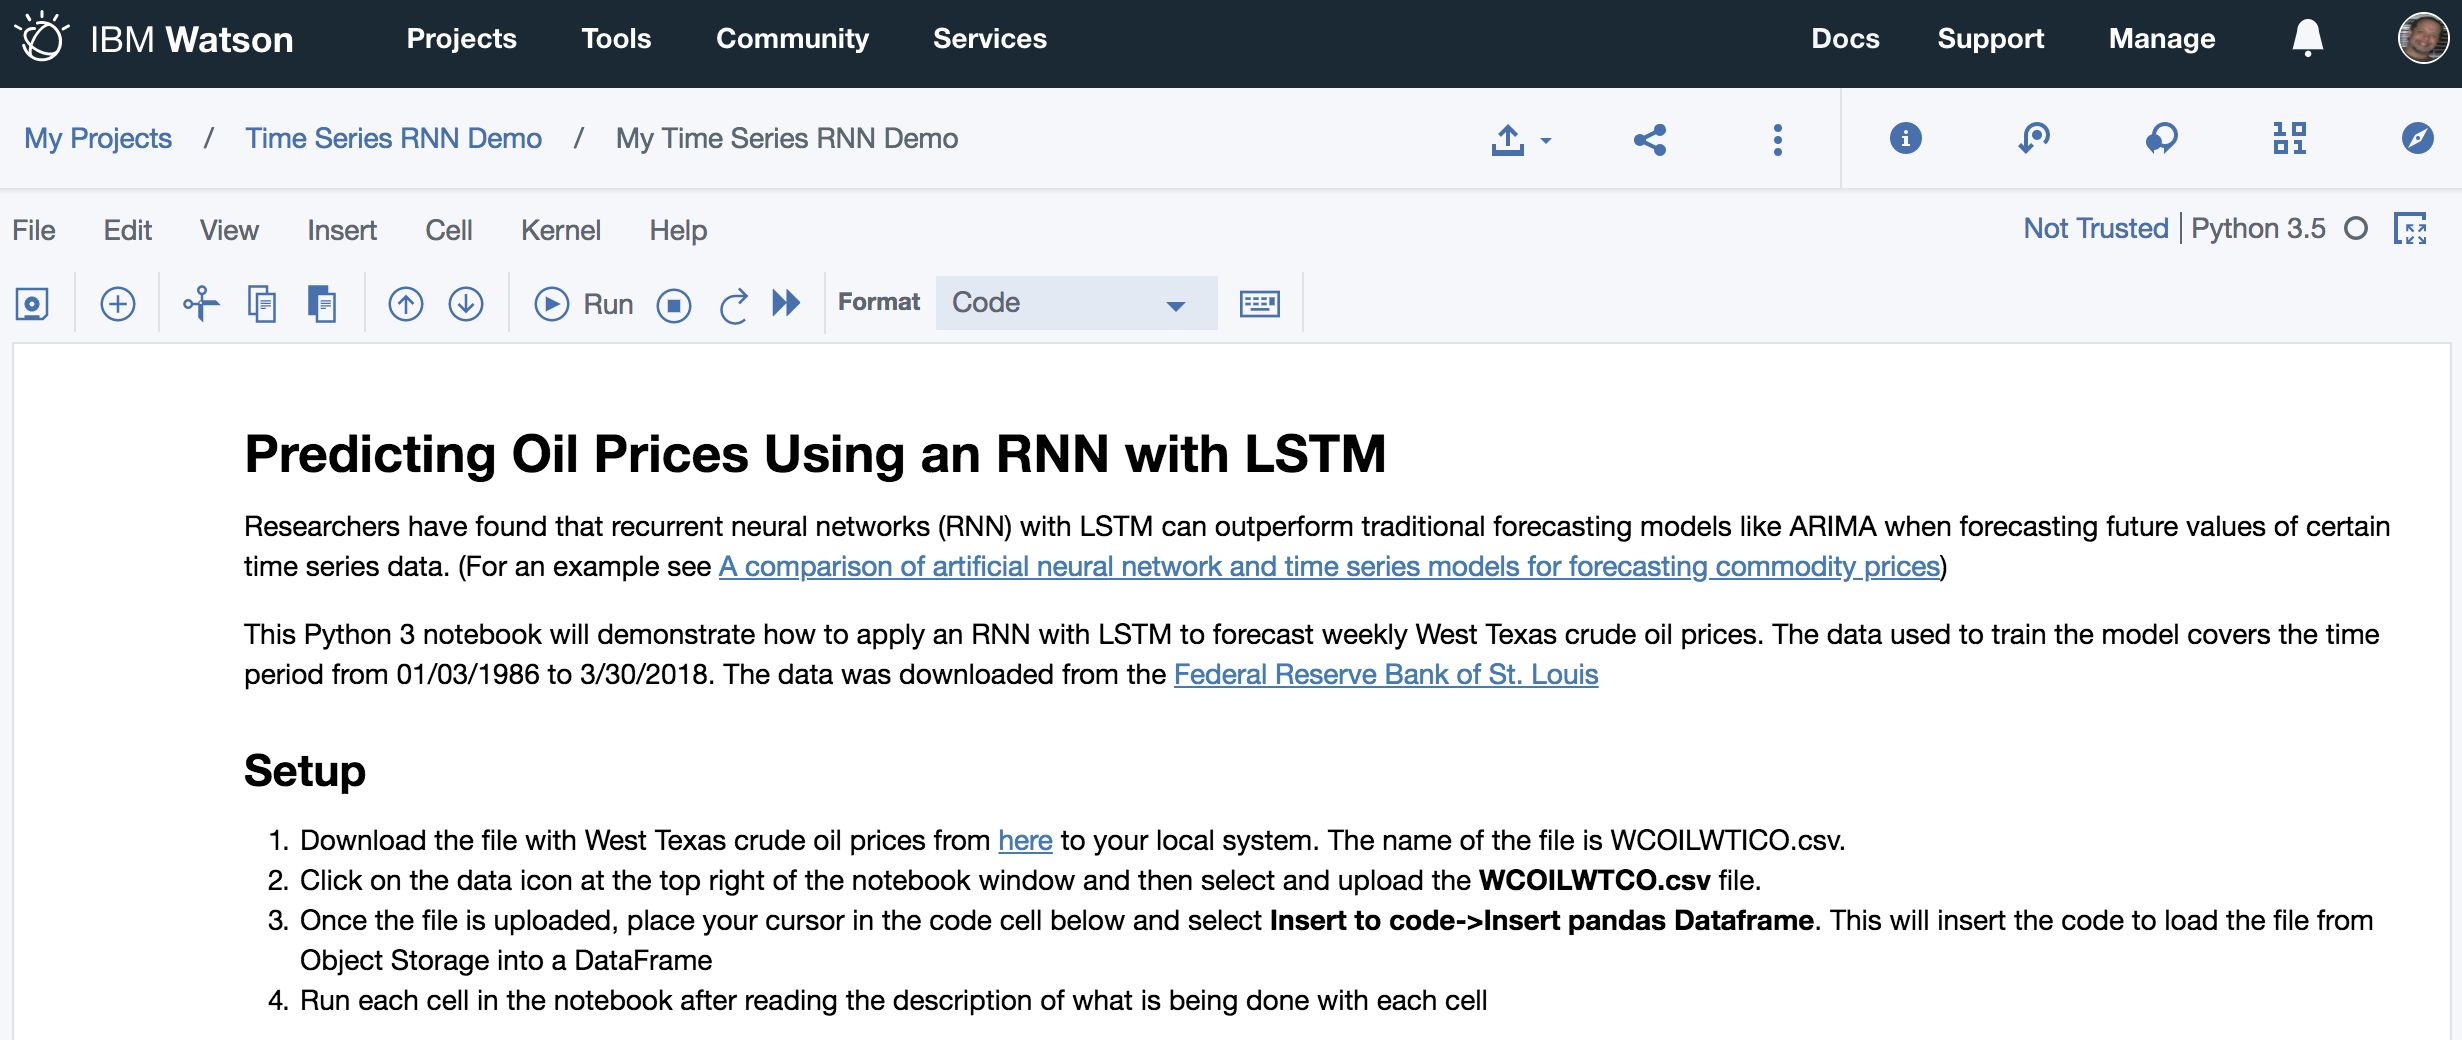 IBM Watson Projects Tools Community Services Docs Support Manage
My Projects / Time Series RNN Demo / My Time Series RNN Demo
File Edit View Insert Cell Kernel Help Not Trusted | Python 3.5
Run Format Code
Predicting Oil Prices Using an RNN with LSTM
Researchers have found that recurrent neural networks (RNN) with LSTM can outperform traditional forecasting models like ARIMA when forecasting future values of certain
time series data. (For an example see A comparison of artificial neural network and time series models for forecasting commodity prices)
This Python 3 notebook will demonstrate how to apply an RNN with LSTM to forecast weekly West Texas crude oil prices. The data used to train the model covers the time
period from 01/03/1986 to 3/30/2018. The data was downloaded from the Federal Reserve Bank of St. Louis
Setup
1. Download the file with West Texas crude oil prices from here to your local system. The name of the file is WCOILWTICO.csv.
2. Click on the data icon at the top right of the notebook window and then select and upload the WCOILWTCO.csv file.
3. Once the file is uploaded, place your cursor in the code cell below and select Insert to code->Insert pandas Dataframe. This will insert the code to load the file from
Object Storage into a DataFrame
4. Run each cell in the notebook after reading the description of what is being done with each cell